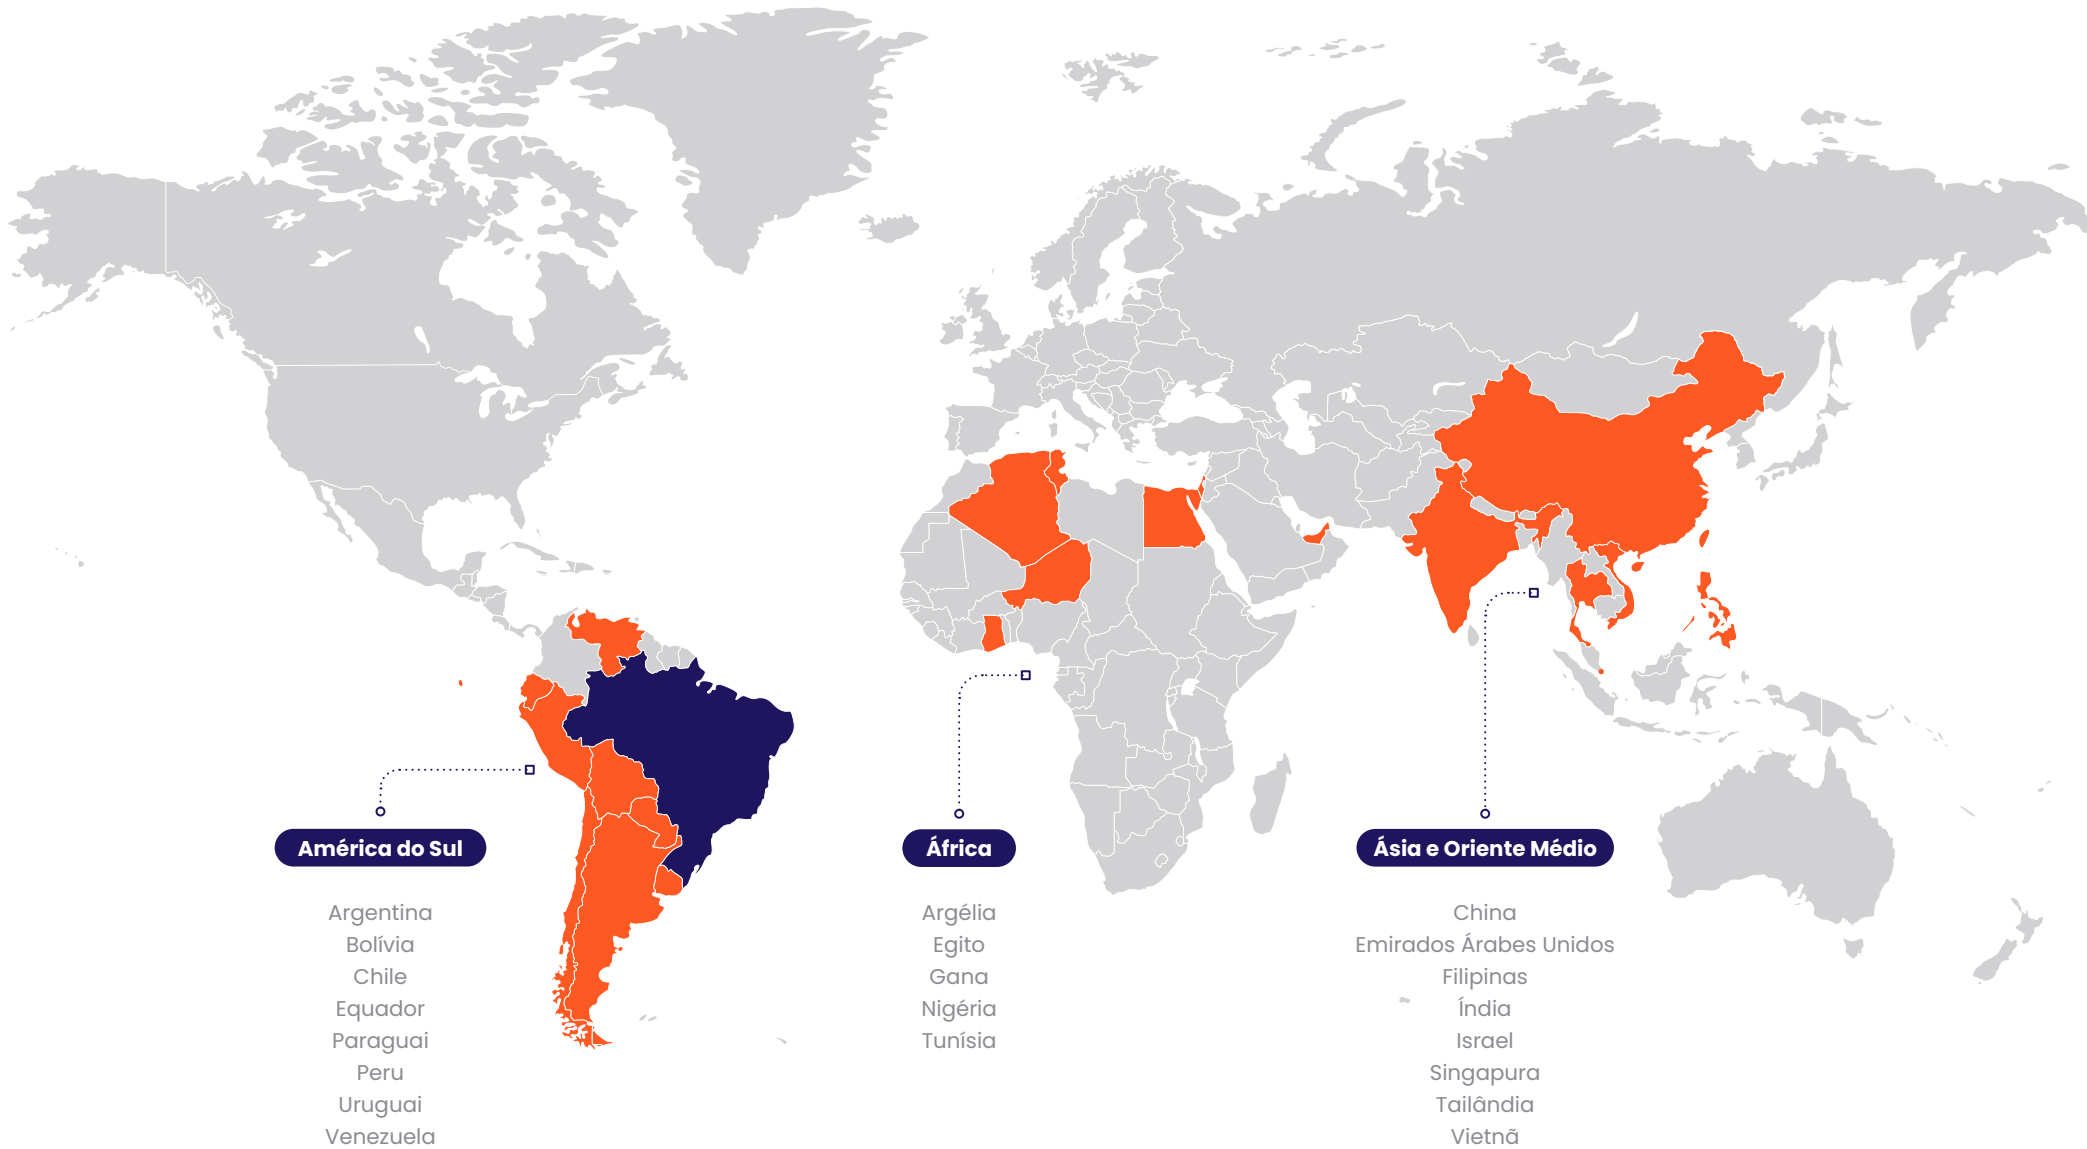 América do Sul
Argentina
Bolívia
Chile
Equador
Paraguai
Peru
Uruguai
Venezuela
África
Argélia
Egito
Gana
Nigéria
Tunísia
Ásia e Oriente Médio
China
Emirados Árabes Unidos
Filipinas
Índia
Israel
Singapura
Tailândia
Vietnã